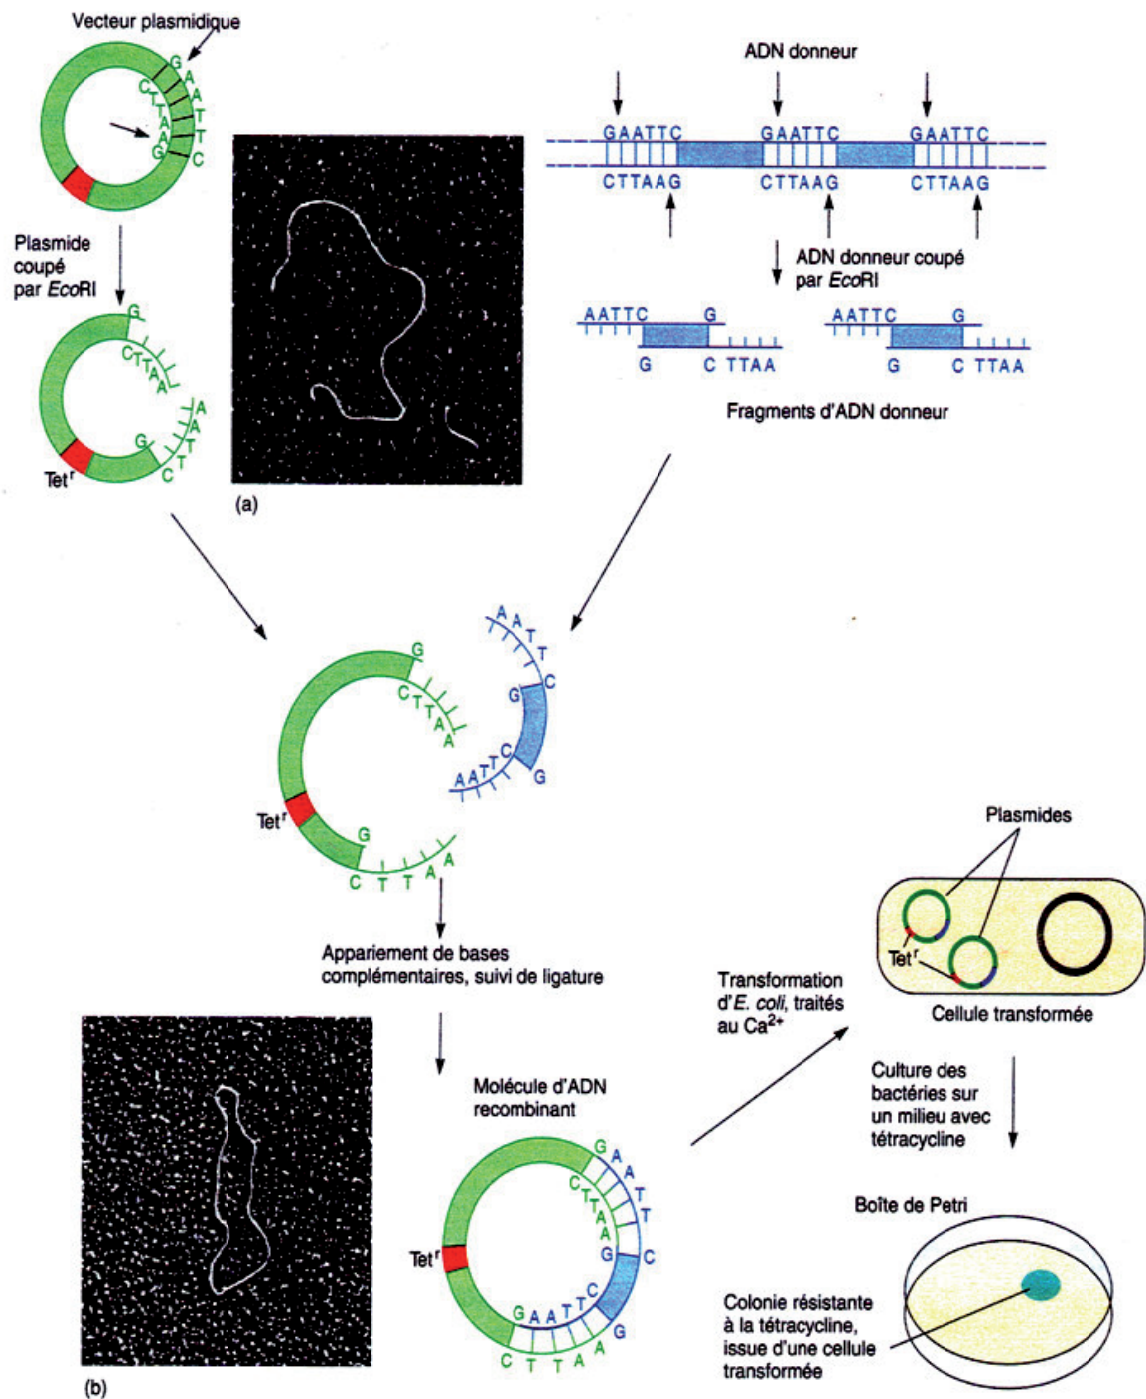 Vecteur plasmidique
G
A
A
T
T
C
C
T
T
A
A
G
Plasmide
coupé
par EcoRI
G
C
T
T
A
A
A
A
T
T
C
G
Tetʳ
(a)
ADN donneur
GAATTC GAATTC GAATTC
CTTAAG CTTAAG CTTAAG
ADN donneur coupé
par EcoRI
AATTC G AATTC G
G C TTAA G C TTAA
Fragments d'ADN donneur
G
C
T
T
A
A
A
A
T
T
C
G
C
T
T
A
A
G
Tetʳ
G
C
T
T
A
A
Appariement de bases
complémentaires, suivi de ligature
Molécule d'ADN
recombinant
G
A
A
T
T
C
C
T
T
A
A
G
Tetʳ
G
A
A
T
T
C
C
T
T
A
A
G
(b)
Transformation
d'E. coli, traités
au Ca²⁺
Plasmides
Tetʳ
Cellule transformée
Culture des
bactéries sur
un milieu avec
tétracycline
Boîte de Petri
Colonie résistante
à la tétracycline,
issue d'une cellule
transformée